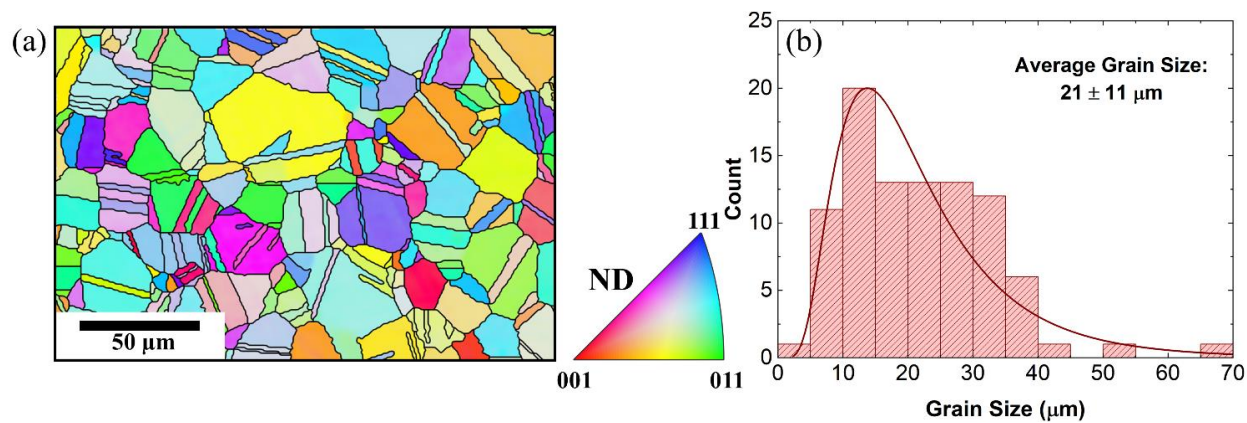 (a)
50 μm
ND
111
001
011
(b)
Average Grain Size:
21 ± 11 μm
Count
25
20
15
10
5
0
0 10 20 30 40 50 60 70
Grain Size (μm)